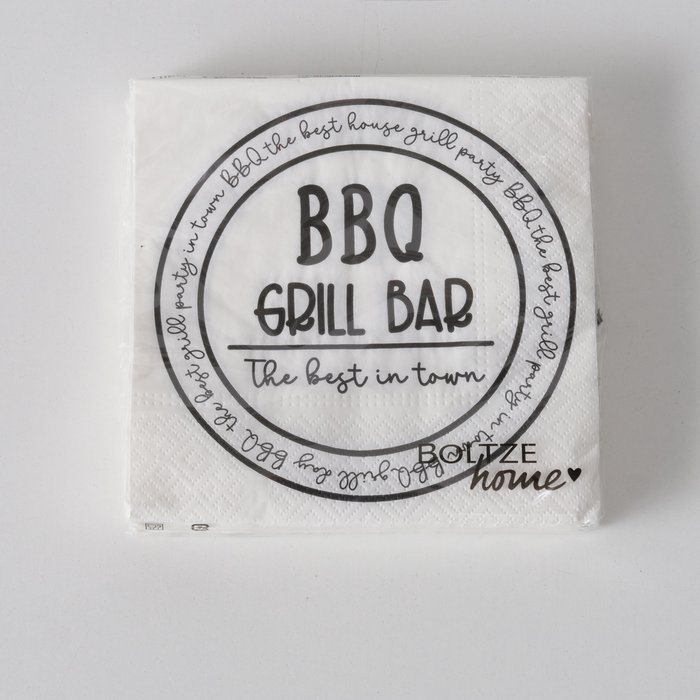 BBQ
GRILL BAR
The best in town
BBQ the best house grill party BBQ the best grill party in town BBQ grill day BBQ the best grill party in town
BOLTZE
home